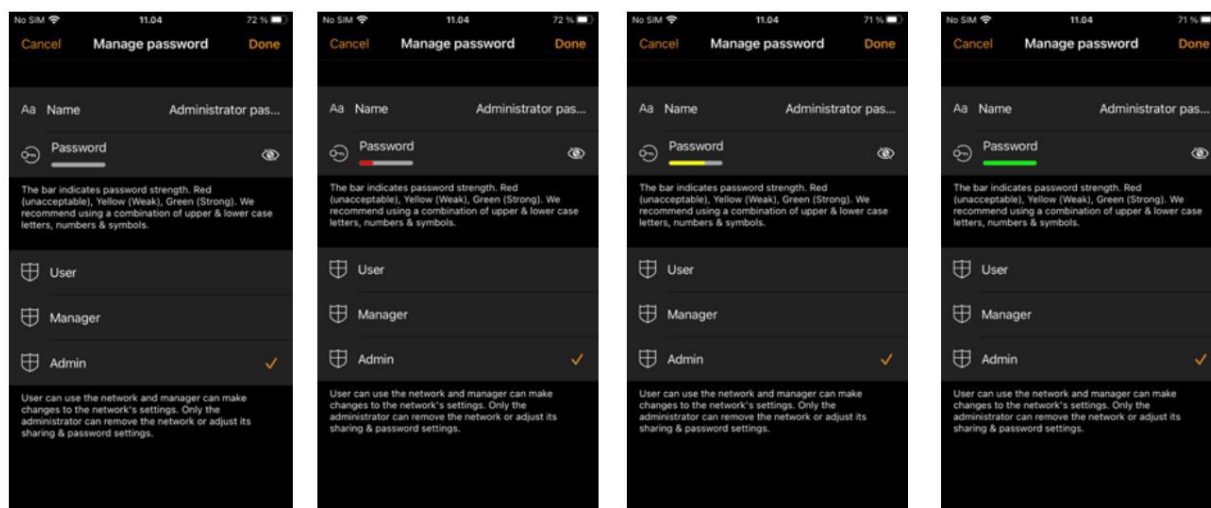 No SIM 11.04 72 %
Cancel Manage password Done
Aa Name Administrator pas...
Password
The bar indicates password strength. Red
(unacceptable), Yellow (Weak), Green (Strong). We
recommend using a combination of upper & lower case
letters, numbers & symbols.
User
Manager
Admin
User can use the network and manager can make
changes to the network's settings. Only the
administrator can remove the network or adjust its
sharing & password settings.
No SIM 11.04 72 %
Cancel Manage password Done
Aa Name Administrator pas...
Password
The bar indicates password strength. Red
(unacceptable), Yellow (Weak), Green (Strong). We
recommend using a combination of upper & lower case
letters, numbers & symbols.
User
Manager
Admin
User can use the network and manager can make
changes to the network's settings. Only the
administrator can remove the network or adjust its
sharing & password settings.
No SIM 11.04 71 %
Cancel Manage password Done
Aa Name Administrator pas...
Password
The bar indicates password strength. Red
(unacceptable), Yellow (Weak), Green (Strong). We
recommend using a combination of upper & lower case
letters, numbers & symbols.
User
Manager
Admin
User can use the network and manager can make
changes to the network's settings. Only the
administrator can remove the network or adjust its
sharing & password settings.
No SIM 11.04 71 %
Cancel Manage password Done
Aa Name Administrator pas...
Password
The bar indicates password strength. Red
(unacceptable), Yellow (Weak), Green (Strong). We
recommend using a combination of upper & lower case
letters, numbers & symbols.
User
Manager
Admin
User can use the network and manager can make
changes to the network's settings. Only the
administrator can remove the network or adjust its
sharing & password settings.